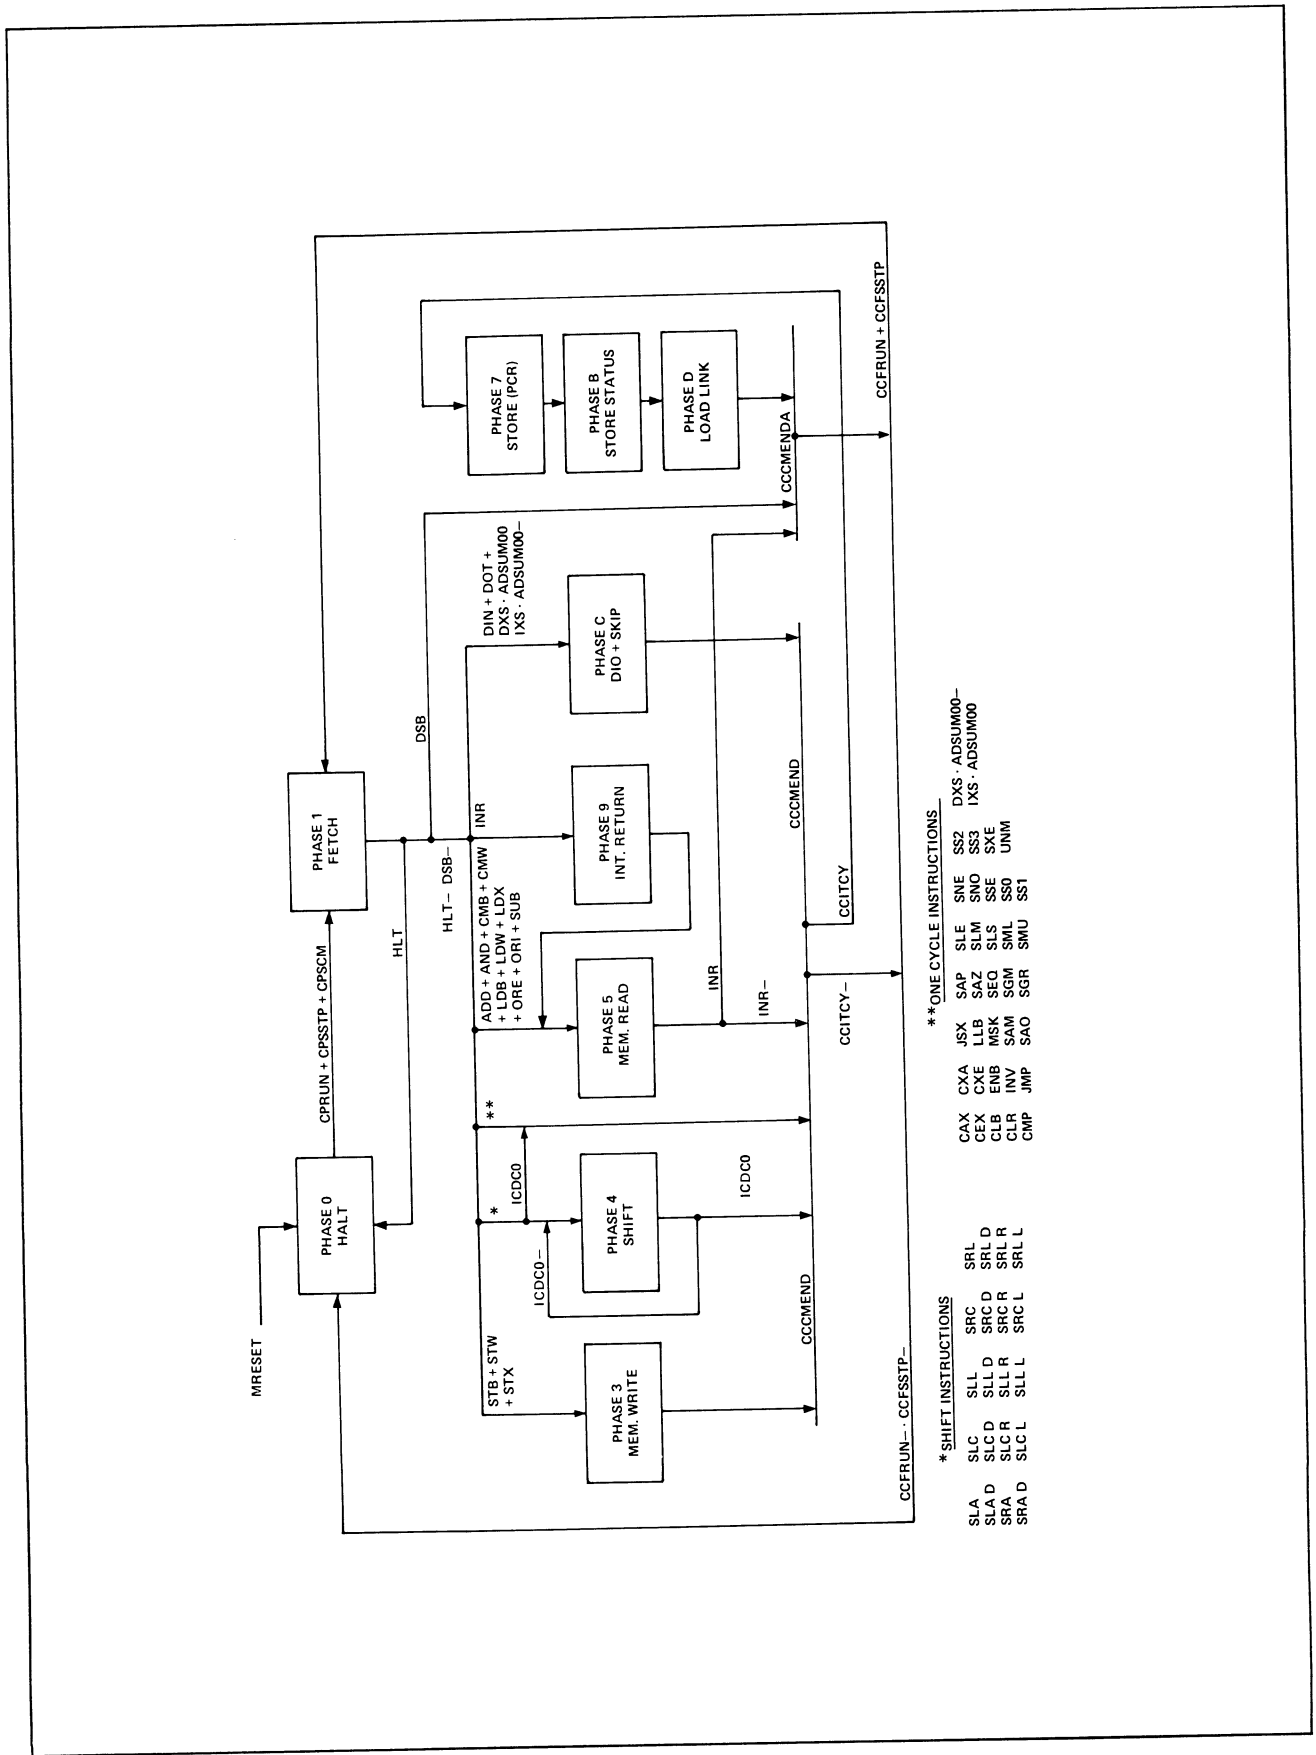 MRESET
PHASE 0
HALT
CPRUN + CPSSTP + CPSCM
PHASE 1
FETCH
HLT
DSB
HLT– DSB–
STB + STW
+ STX
*
**
ADD + AND + CMB + CMW
+ LDB + LDW + LDX
+ ORE + ORI + SUB
INR
DIN + DOT +
DXS · ADSUM00
IXS · ADSUM00–
ICDC0
ICDC0–
PHASE 3
MEM. WRITE
PHASE 4
SHIFT
PHASE 5
MEM. READ
PHASE 9
INT. RETURN
PHASE C
DIO + SKIP
PHASE 7
STORE (PCR)
PHASE B
STORE STATUS
PHASE D
LOAD LINK
ICDC0
INR
INR–
CCCMENDA
CCCMEND
CCCMEND
CCITCY–
CCITCY
CCFRUN– · CCFSSTP–
CCFRUN + CCFSSTP
*SHIFT INSTRUCTIONS
SLA SLC SLL SRC SRL
SLA D SLC D SLL D SRC D SRL D
SRA SLC R SLL R SRC R SRL R
SRA D SLC L SLL L SRC L SRL L
**ONE CYCLE INSTRUCTIONS
CAX CXA JSX SAP SLE SNE SS2 DXS · ADSUM00–
CEX CXE LLB SAZ SLM SNO SS3 IXS · ADSUM00
CLB ENB MSK SEQ SLS SSE SXE
CLR INV SAM SGM SML SS0 UNM
CMP JMP SAO SGR SMU SS1